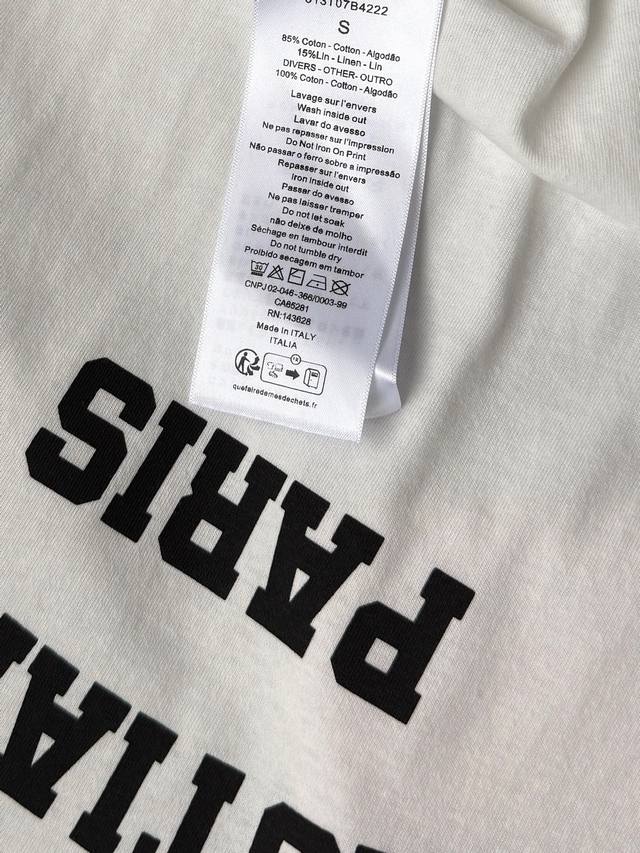 013T07B4222
S
85% Coton - Cotton - Algodão
15%Lin - Linen - Lin
DIVERS - OTHER- OUTRO
100% Coton - Cotton - Algodão
Lavage sur l'envers
Wash inside out
Lavar do avesso
Ne pas repasser sur l'impression
Do Not Iron On Print
Não passar o ferro sobre a impressão
Repasser sur l'envers
Iron inside out
Passar do avesso
Ne pas laisser tremper
Do not let soak
não deixe de molho
Séchage en tambour interdit
Do not tumble dry
Proibido secagem em tambor
30
CNPJ 02-046-366/0003-99
CA65281
RN:143628
Made in ITALY
ITALIA
FR
quefairedemesdechets.fr
PARIS